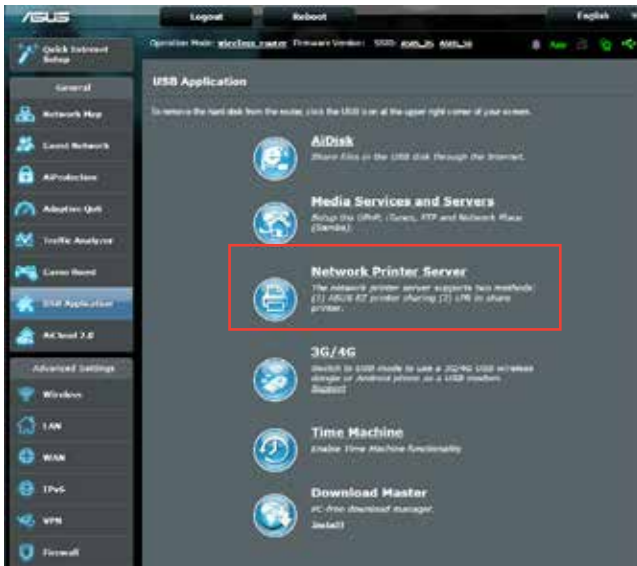 ASUS
Logout
Reboot
English
Quick Internet
Setup
Operation Mode: wireless router Firmware Version: SSID:
App
General
Network Map
Guest Network
AiProtection
Adaptive QoS
Traffic Analyzer
Game Boost
USB Application
AiCloud 2.0
Advanced Settings
Wireless
LAN
WAN
IPv6
VPN
Firewall
USB Application
To remove the hard disk from the router, click the USB icon at the upper right corner of your screen.
AiDisk
Share files in the USB disk through the Internet.
Media Services and Servers
Setup the UPnP, iTunes, FTP and Network Place
(Samba).
Network Printer Server
The network printer server supports two methods:
(1) ASUS EZ printer sharing (2) LPR to share
printer.
3G/4G
Switch to USB mode to use a 3G/4G USB wireless
dongle or Android phone as a USB modem.
Support
Time Machine
Enable Time Machine functionality
Download Master
PC-free download manager.
Install